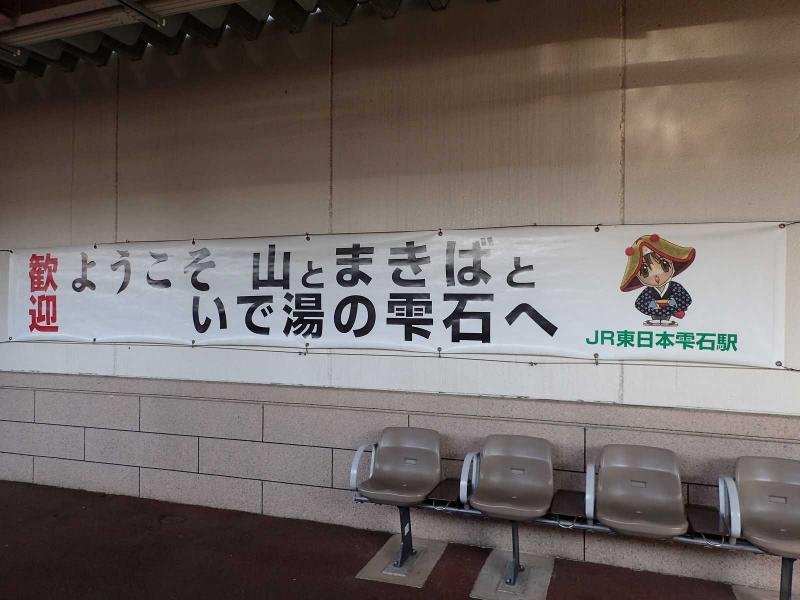 歓迎
ようこそ 山とまきばと
いで湯の雫石へ
JR東日本雫石駅